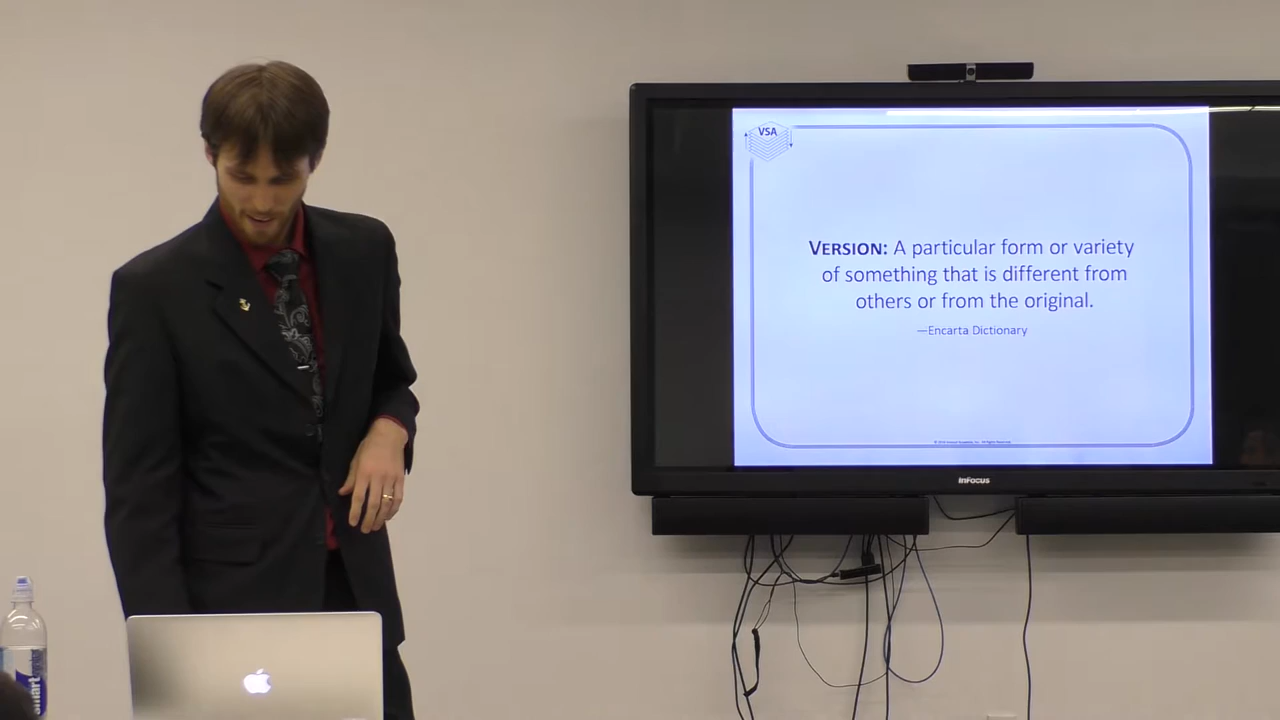 VSA
VERSION: A particular form or variety
of something that is different from
others or from the original.
—Encarta Dictionary
InFocus
smart